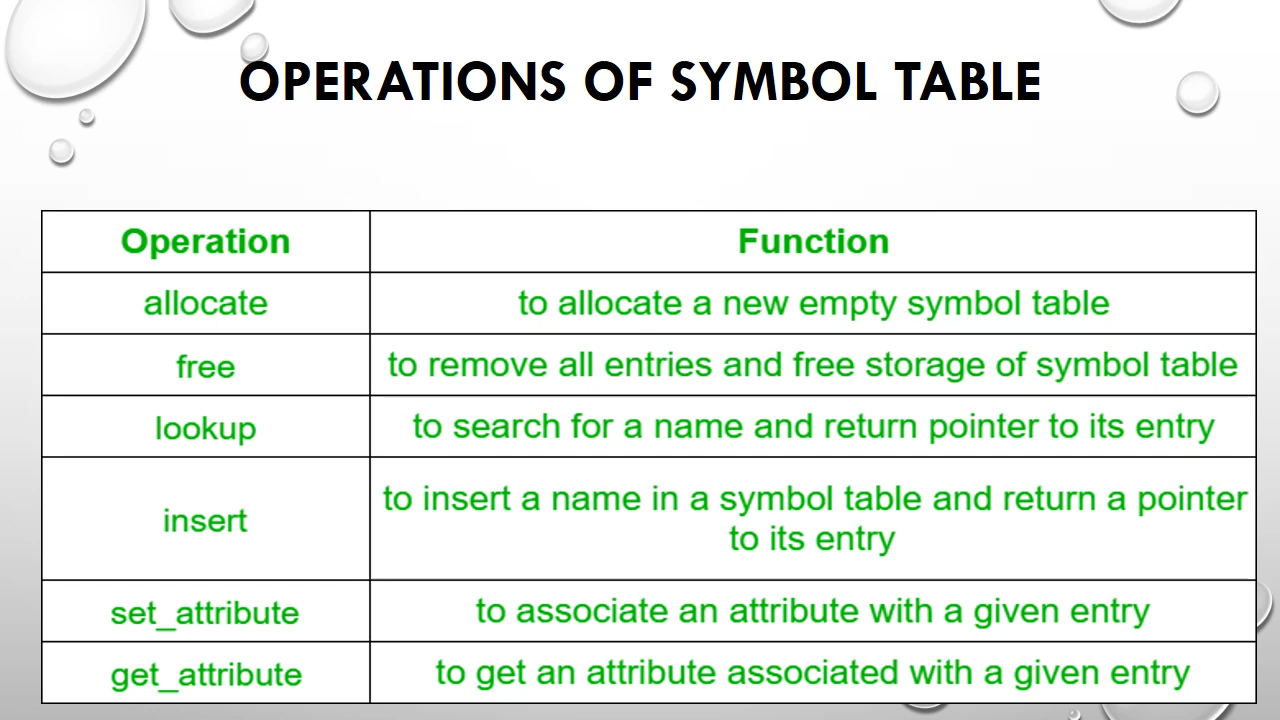 OPERATIONS OF SYMBOL TABLE
Operation Function
allocate to allocate a new empty symbol table
free to remove all entries and free storage of symbol table
lookup to search for a name and return pointer to its entry
insert to insert a name in a symbol table and return a pointer
to its entry
set_attribute to associate an attribute with a given entry
get_attribute to get an attribute associated with a given entry